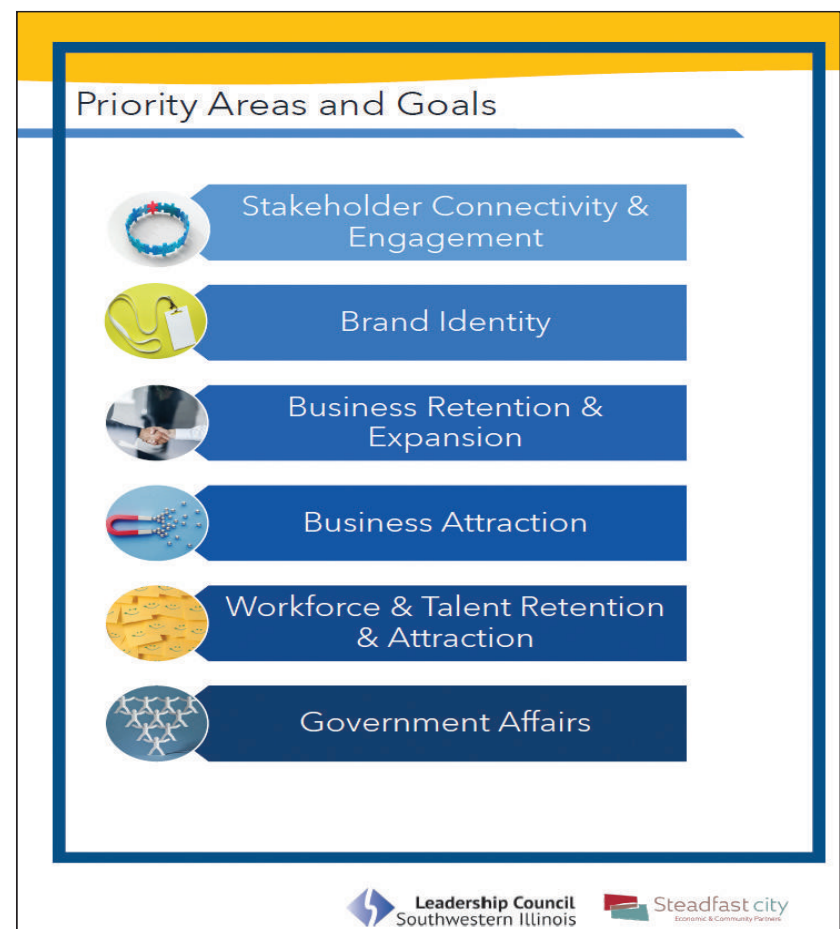 Priority Areas and Goals
Stakeholder Connectivity &
Engagement
Brand Identity
Business Retention &
Expansion
Business Attraction
Workforce & Talent Retention
& Attraction
Government Affairs
Leadership Council
Southwestern Illinois
Steadfast city
Economic & Community Partners